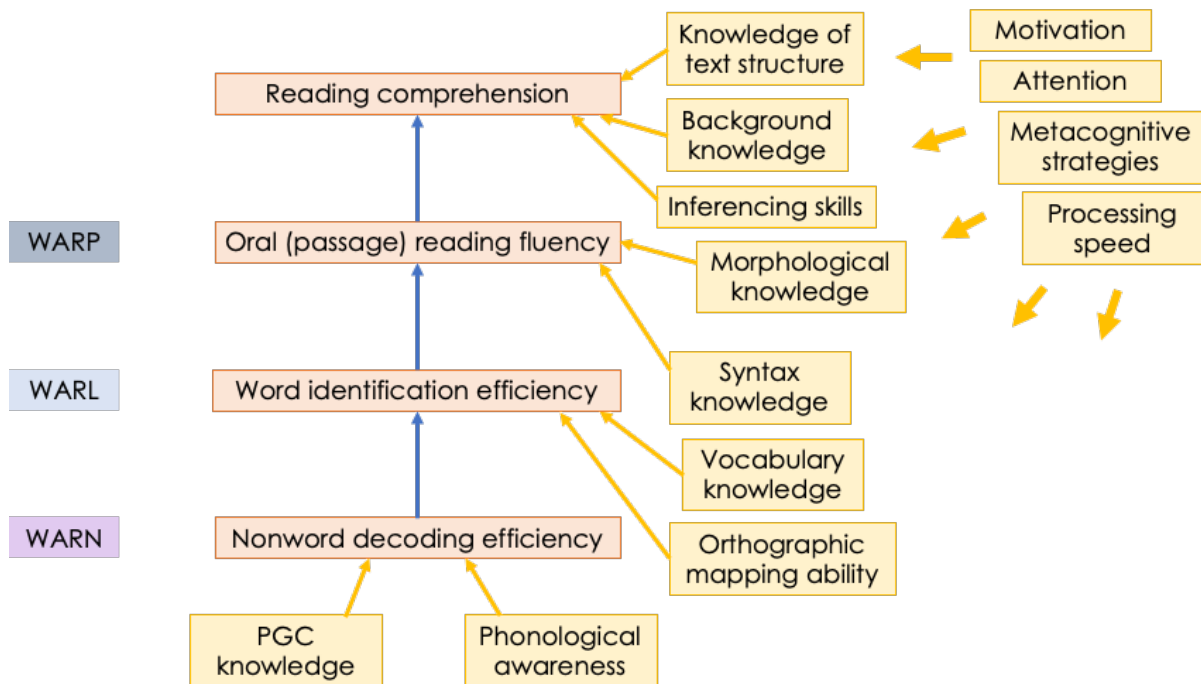 Knowledge of
text structure
Motivation
Attention
Reading comprehension
Background
knowledge
Metacognitive
strategies
Inferencing skills
Processing
speed
WARP
Oral (passage) reading fluency
Morphological
knowledge
WARL
Word identification efficiency
Syntax
knowledge
Vocabulary
knowledge
WARN
Nonword decoding efficiency
Orthographic
mapping ability
PGC
knowledge
Phonological
awareness